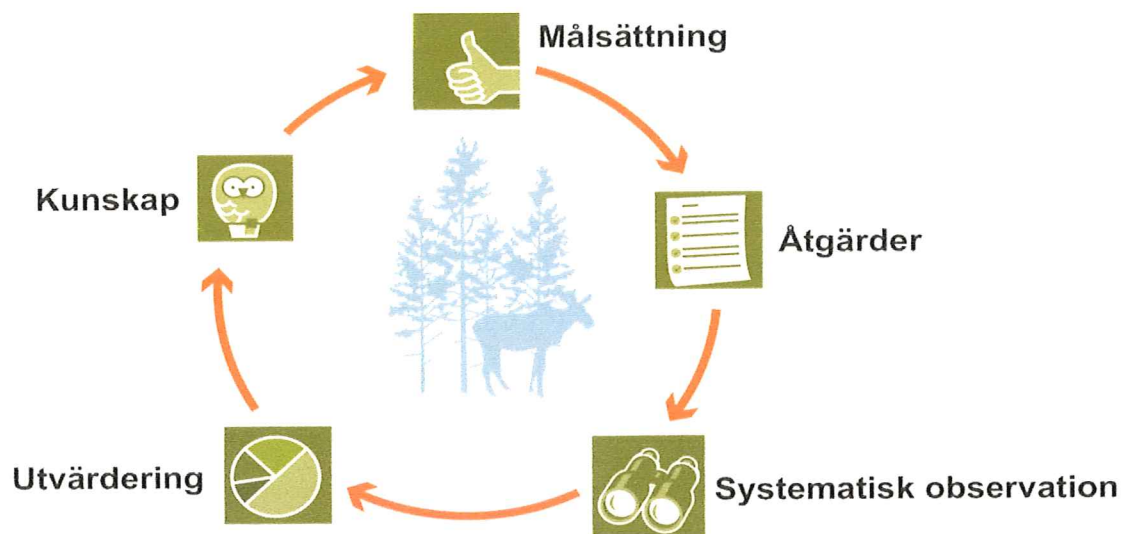 Målsättning
Åtgärder
Systematisk observation
Utvärdering
Kunskap